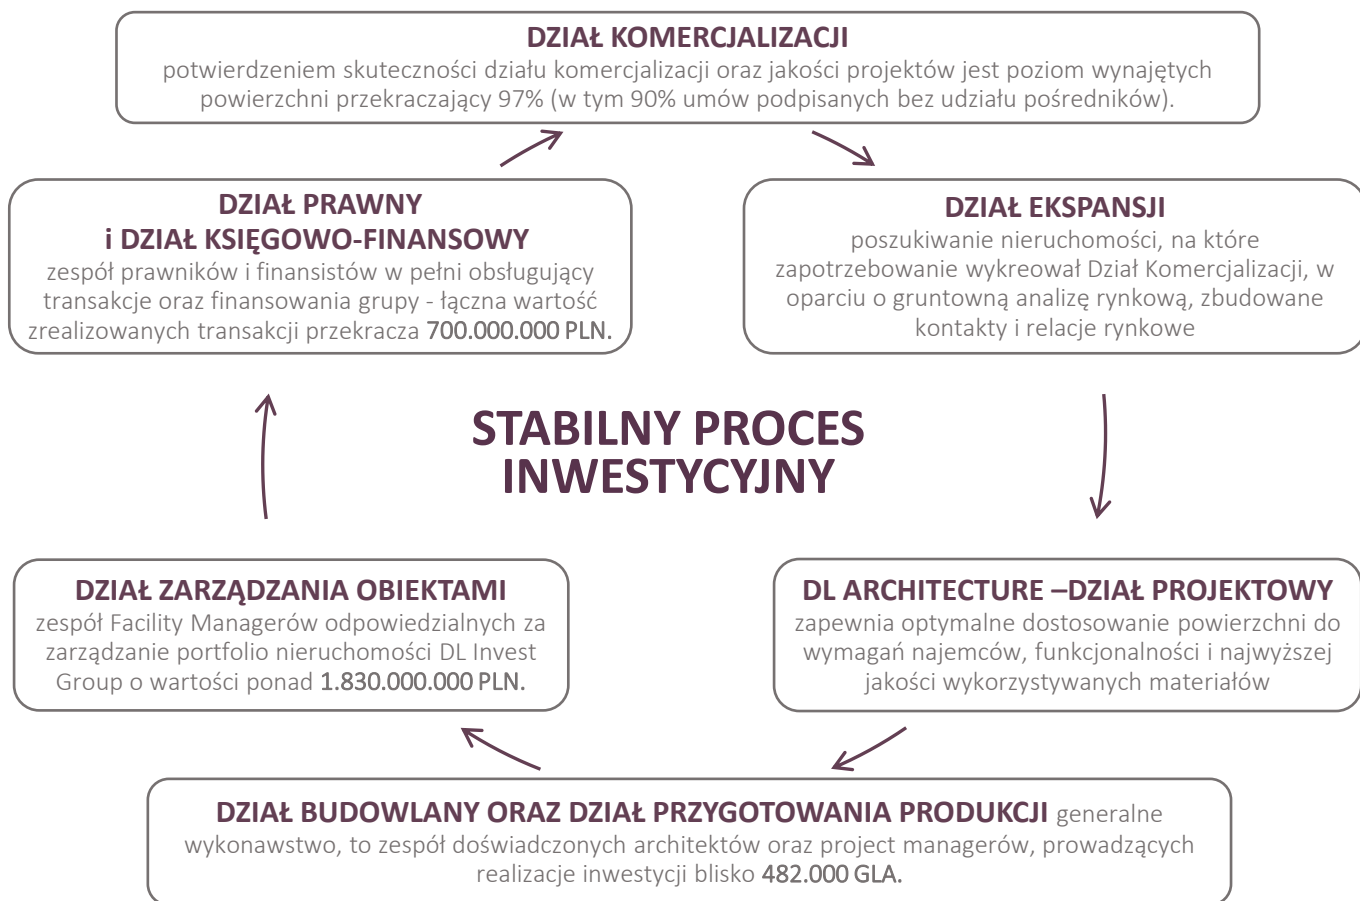 DZIAŁ KOMERCJALIZACJI
potwierdzeniem skuteczności działu komercjalizacji oraz jakości projektów jest poziom wynajętych
powierzchni przekraczający 97% (w tym 90% umów podpisanych bez udziału pośredników).
DZIAŁ PRAWNY
i DZIAŁ KSIĘGOWO-FINANSOWY
zespół prawników i finansistów w pełni obsługujący
transakcje oraz finansowania grupy - łączna wartość
zrealizowanych transakcji przekracza 700.000.000 PLN.
DZIAŁ EKSPANSJI
poszukiwanie nieruchomości, na które
zapotrzebowanie wykreował Dział Komercjalizacji, w
oparciu o gruntowną analizę rynkową, zbudowane
kontakty i relacje rynkowe
STABILNY PROCES
INWESTYCYJNY
DZIAŁ ZARZĄDZANIA OBIEKTAMI
zespół Facility Managerów odpowiedzialnych za
zarządzanie portfolio nieruchomości DL Invest
Group o wartości ponad 1.830.000.000 PLN.
DL ARCHITECTURE –DZIAŁ PROJEKTOWY
zapewnia optymalne dostosowanie powierzchni do
wymagań najemców, funkcjonalności i najwyższej
jakości wykorzystywanych materiałów
DZIAŁ BUDOWLANY ORAZ DZIAŁ PRZYGOTOWANIA PRODUKCJI generalne
wykonawstwo, to zespół doświadczonych architektów oraz project managerów, prowadzących
realizacje inwestycji blisko 482.000 GLA.